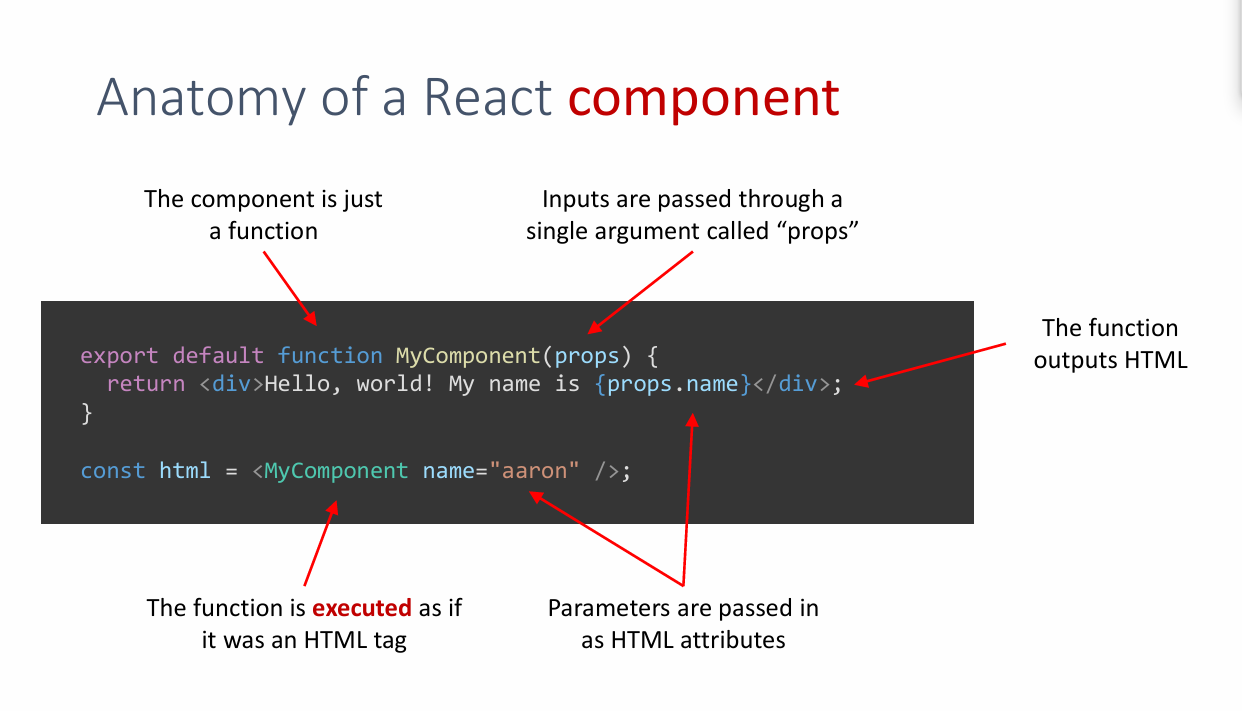 Anatomy of a React component
The component is just
a function
Inputs are passed through a
single argument called “props”
export default function MyComponent(props) {
  return <div>Hello, world! My name is {props.name}</div>;
}
const html = <MyComponent name="aaron" />;
The function
outputs HTML
The function is executed as if
it was an HTML tag
Parameters are passed in
as HTML attributes